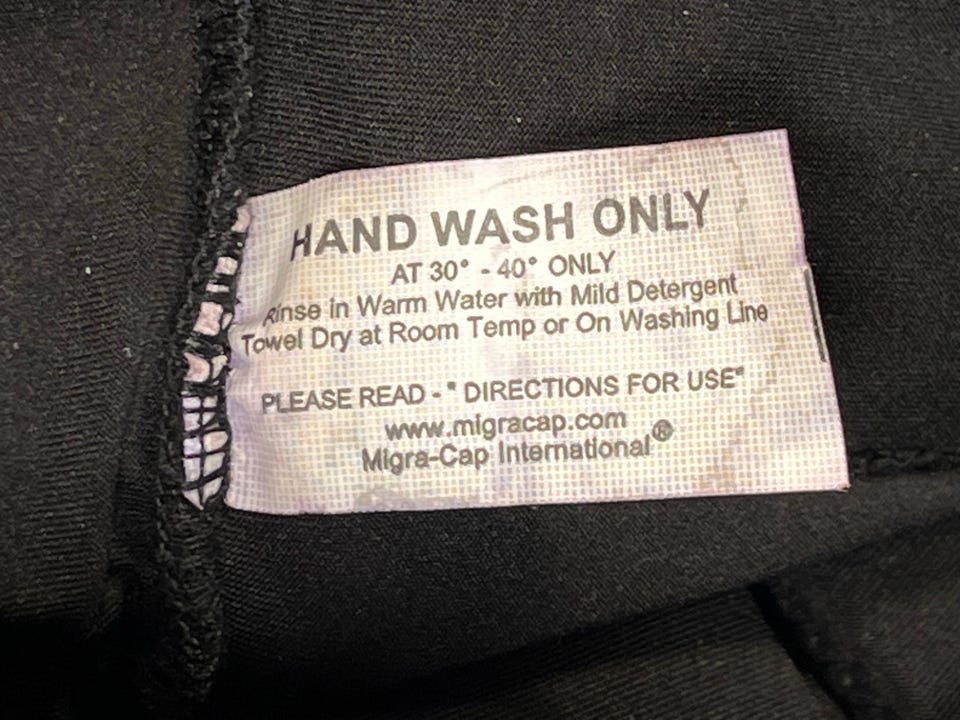 HAND WASH ONLY
AT 30° - 40° ONLY
Rinse in Warm Water with Mild Detergent
Towel Dry at Room Temp or On Washing Line
PLEASE READ - " DIRECTIONS FOR USE"
www.migracap.com
Migra-Cap International®